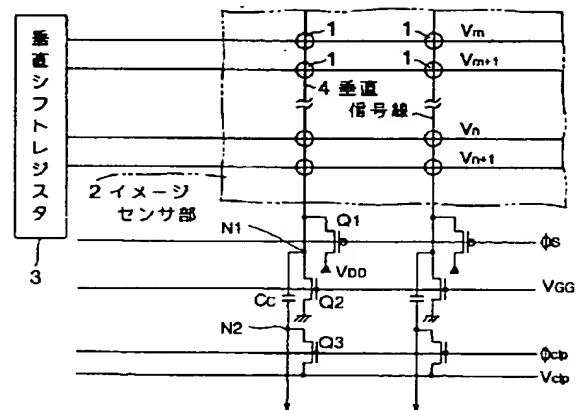 垂直シフトレジスタ
3
1
1
Vm
1
1
Vm+1
4 垂直
信号線
Vn
Vn+1
2 イメージ
センサ部
N1
Q1
φS
VDD
CC
Q2
VGG
N2
Q3
φclp
Vclp